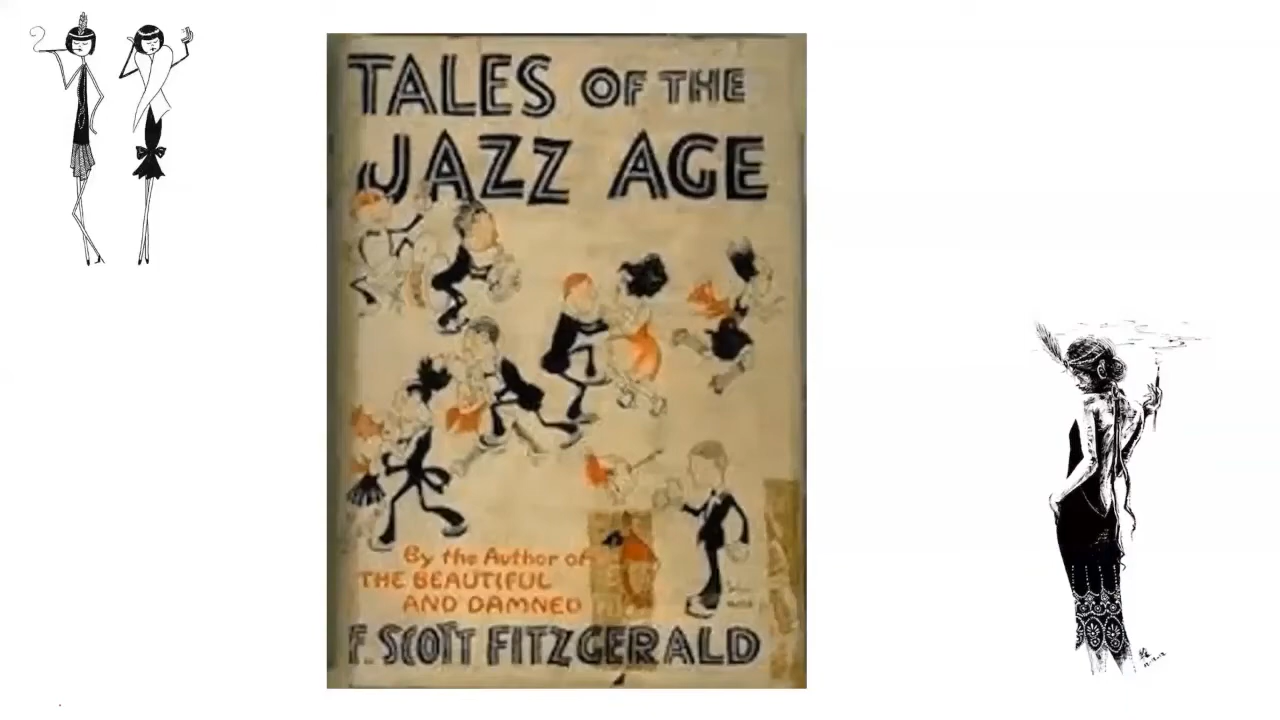 TALES OF THE
JAZZ AGE
By the Author of
THE BEAUTIFUL
AND DAMNED
F. SCOTT FITZGERALD